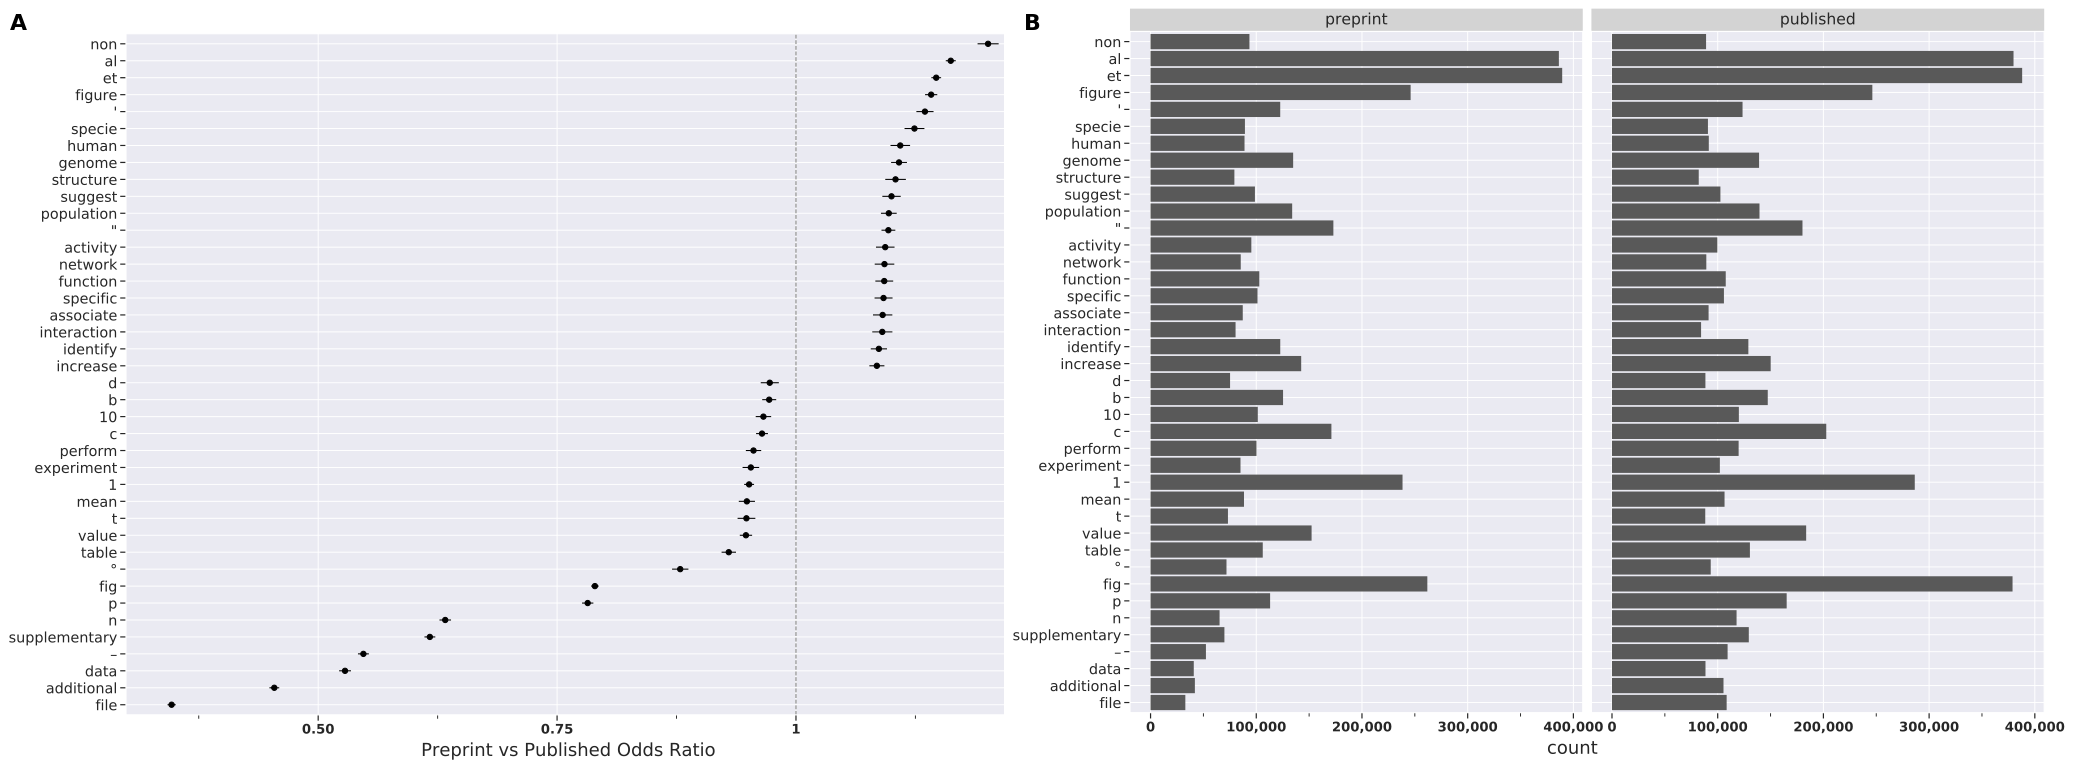 A
non
al
et
figure
'
specie
human
genome
structure
suggest
population
"
activity
network
function
specific
associate
interaction
identify
increase
d
b
10
c
perform
experiment
1
mean
t
value
table
°
fig
p
n
supplementary
–
data
additional
file
0.50 0.75 1
Preprint vs Published Odds Ratio
B
preprint published
non
al
et
figure
'
specie
human
genome
structure
suggest
population
"
activity
network
function
specific
associate
interaction
identify
increase
d
b
10
c
perform
experiment
1
mean
t
value
table
°
fig
p
n
supplementary
–
data
additional
file
0 100,000 200,000 300,000 400,000 0 100,000 200,000 300,000 400,000
count